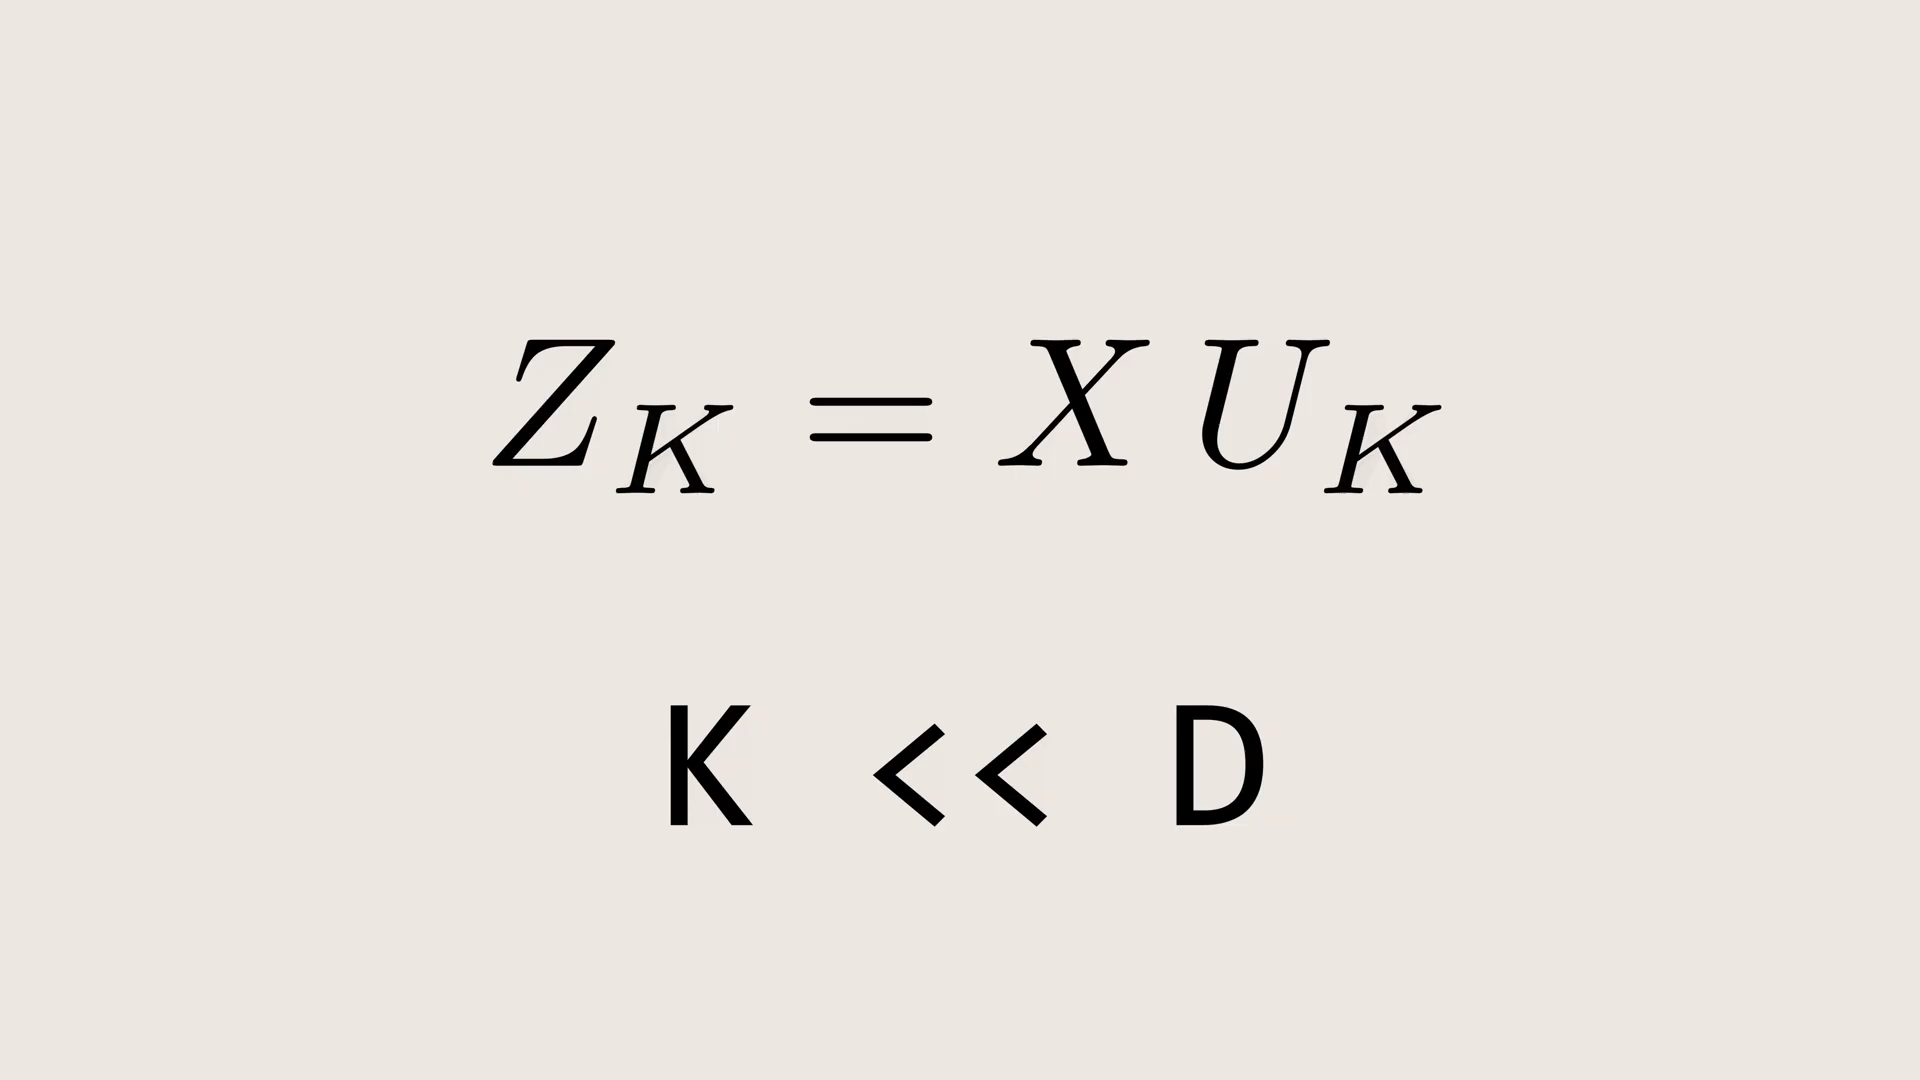 Z_K = X U_K
K << D